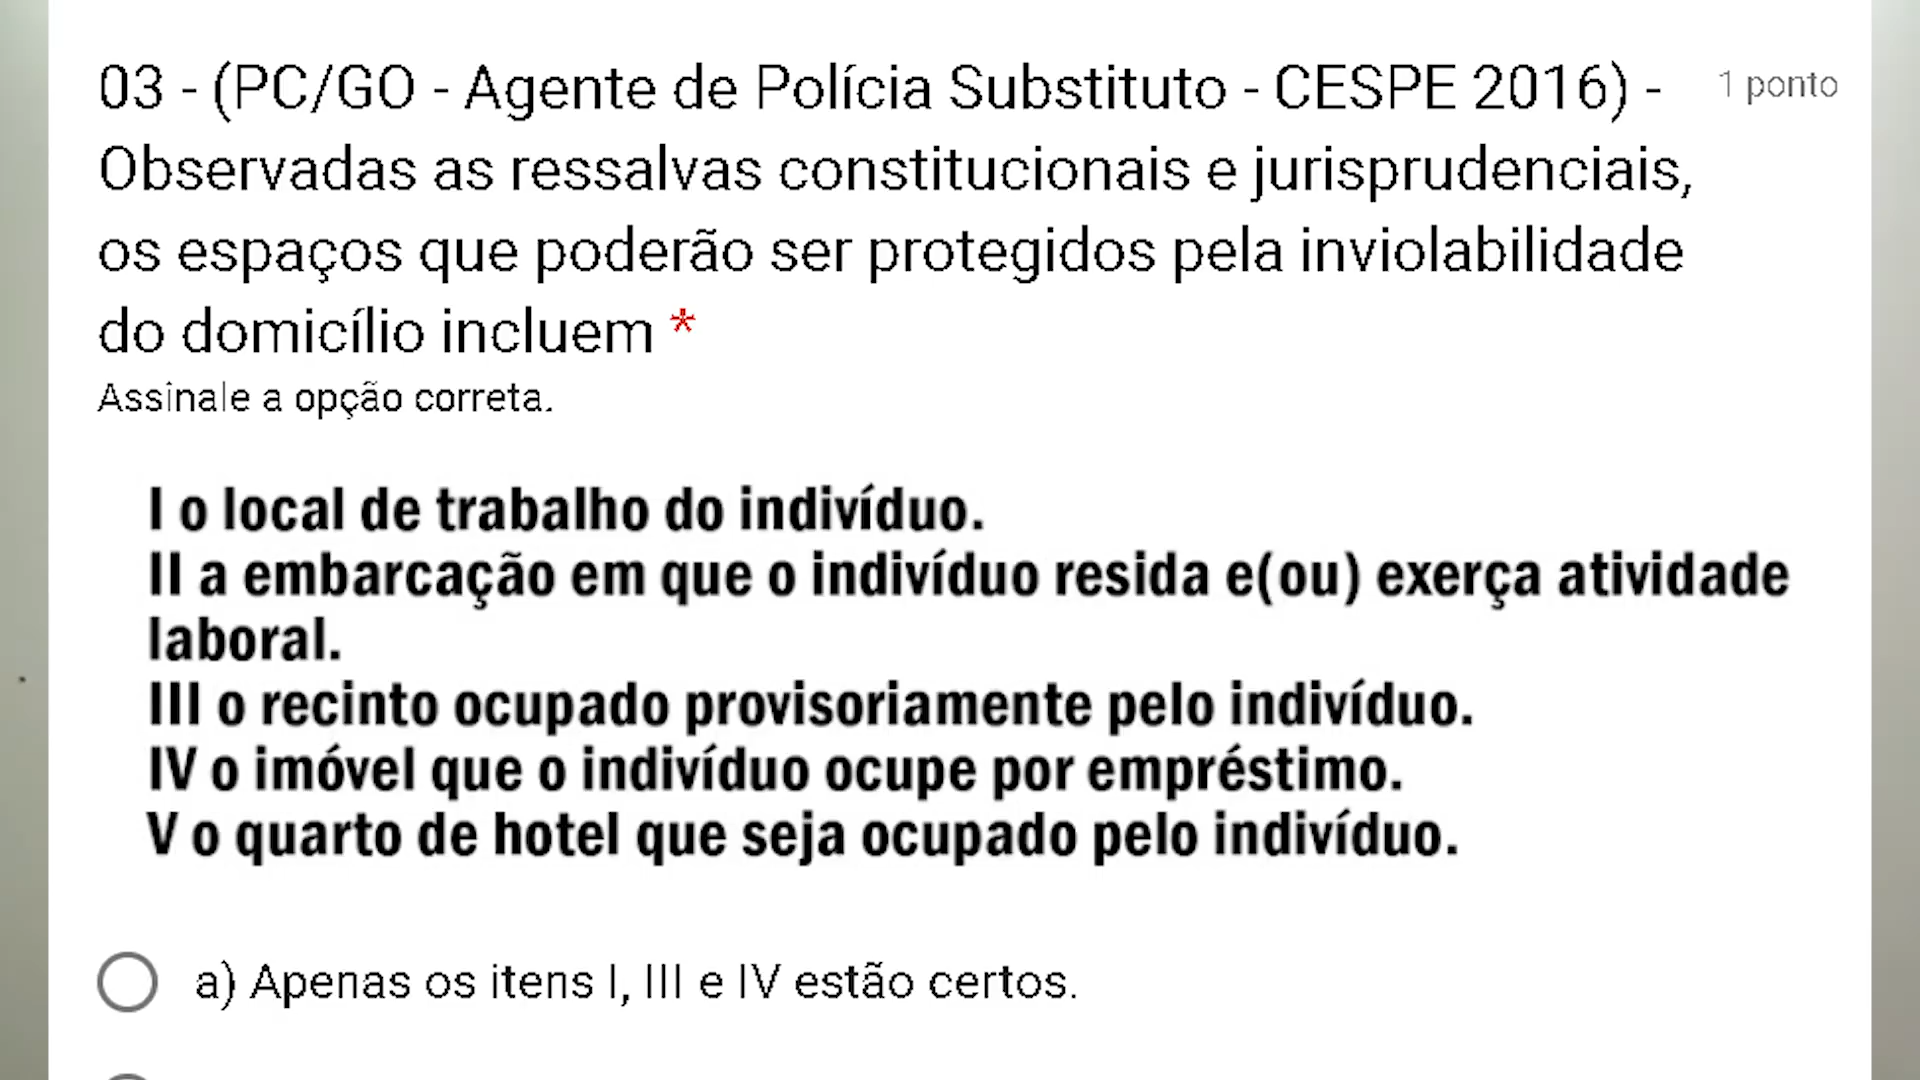 03 - (PC/GO - Agente de Polícia Substituto - CESPE 2016) -
1 ponto
Observadas as ressalvas constitucionais e jurisprudenciais,
os espaços que poderão ser protegidos pela inviolabilidade
do domicílio incluem *
Assinale a opção correta.
I o local de trabalho do indivíduo.
II a embarcação em que o indivíduo resida e(ou) exerça atividade
laboral.
III o recinto ocupado provisoriamente pelo indivíduo.
IV o imóvel que o indivíduo ocupe por empréstimo.
V o quarto de hotel que seja ocupado pelo indivíduo.
a) Apenas os itens I, III e IV estão certos.